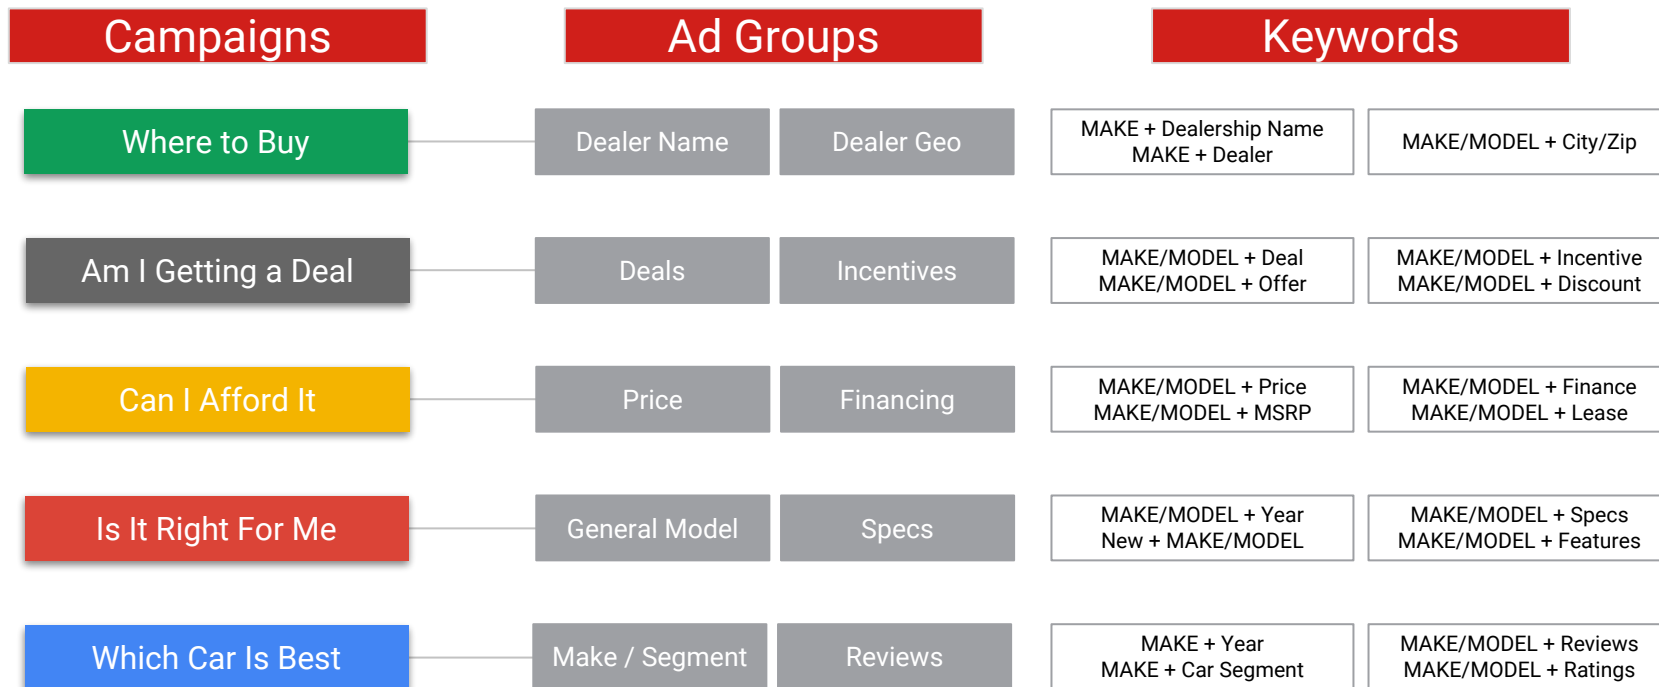 Campaigns
Ad Groups
Keywords
Where to Buy
Dealer Name
Dealer Geo
MAKE + Dealership Name
MAKE + Dealer
MAKE/MODEL + City/Zip
Am I Getting a Deal
Deals
Incentives
MAKE/MODEL + Deal
MAKE/MODEL + Offer
MAKE/MODEL + Incentive
MAKE/MODEL + Discount
Can I Afford It
Price
Financing
MAKE/MODEL + Price
MAKE/MODEL + MSRP
MAKE/MODEL + Finance
MAKE/MODEL + Lease
Is It Right For Me
General Model
Specs
MAKE/MODEL + Year
New + MAKE/MODEL
MAKE/MODEL + Specs
MAKE/MODEL + Features
Which Car Is Best
Make / Segment
Reviews
MAKE + Year
MAKE + Car Segment
MAKE/MODEL + Reviews
MAKE/MODEL + Ratings